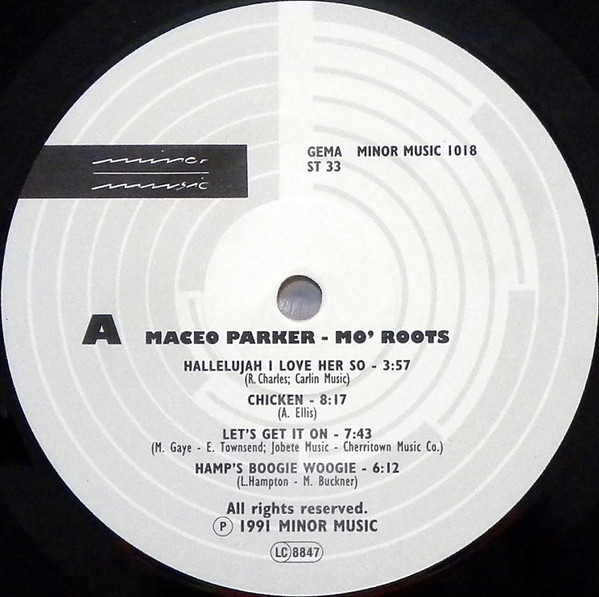 minor
music
GEMA MINOR MUSIC 1018
ST 33
A MACEO PARKER - MO' ROOTS
HALLELUJAH I LOVE HER SO - 3:57
(R. Charles; Carlin Music)
CHICKEN - 8:17
(A. Ellis)
LET'S GET IT ON - 7:43
(M. Gaye - E. Townsend; Jobete Music - Cherritown Music Co.)
HAMP'S BOOGIE WOOGIE - 6:12
(L.Hampton - M. Buckner)
All rights reserved.
Ⓟ 1991 MINOR MUSIC
LC 8847